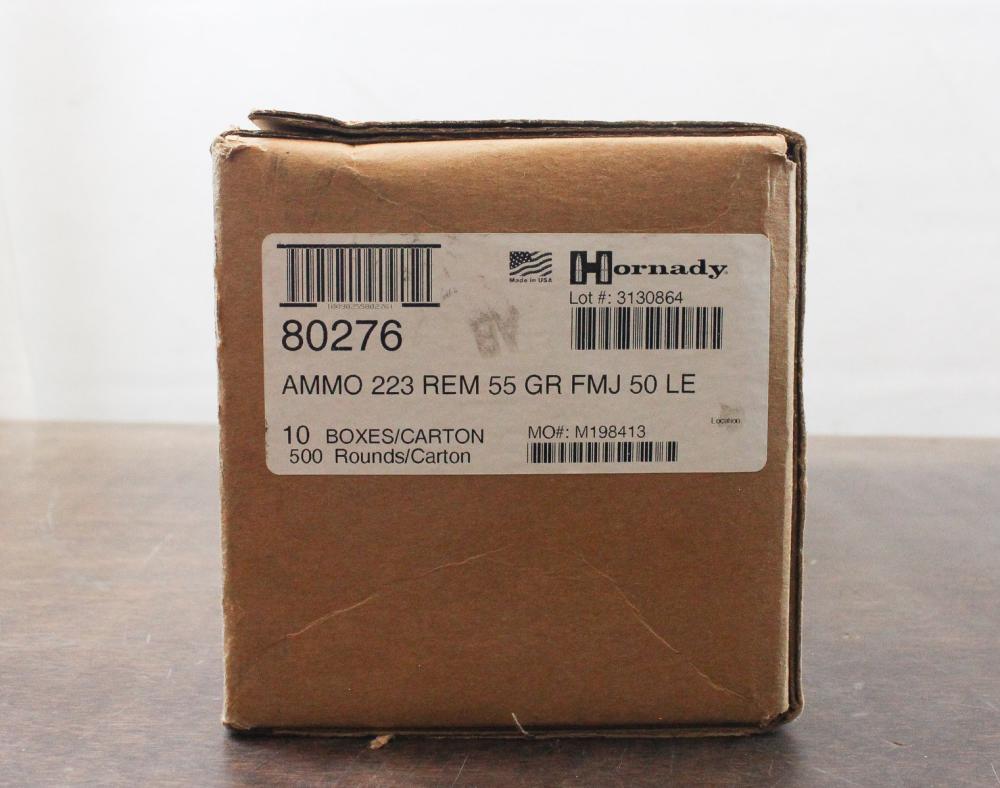 Made in USA
Hornady
Lot #: 3130864
80276
AMMO 223 REM 55 GR FMJ 50 LE
10 BOXES/CARTON
500 Rounds/Carton
MO#: M198413
Location